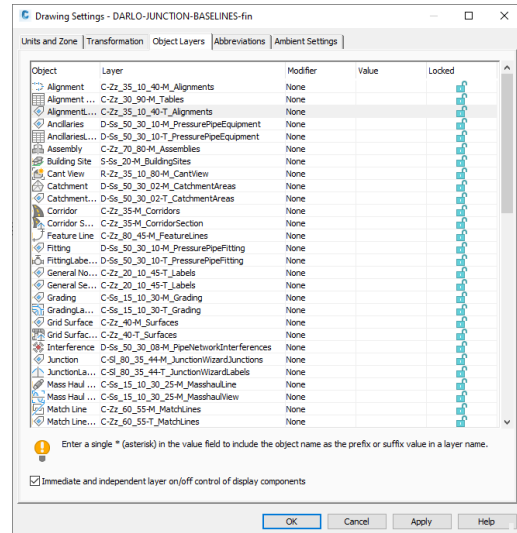 Drawing Settings - DARLO-JUNCTION-BASELINES-fin
Units and Zone Transformation Object Layers Abbreviations Ambient Settings
Object Layer Modifier Value Locked
Alignment C-Zz_35_10_40-M_Alignments None
Alignment ... C-Zz_30_90-M_Tables None
AlignmentL... C-Zz_35_10_40-T_Alignments None
Ancillaries D-Ss_50_30_10-M_PressurePipeEquipment None
AncillariesL... D-Ss_50_30_10-T_PressurePipeEquipment None
Assembly C-Zz_70_80-M_Assemblies None
Building Site S-Ss_20-M_BuildingSites None
Cant View R-Zz_35_10_80-M_CantView None
Catchment D-Ss_50_30_02-M_CatchmentAreas None
Catchment... D-Ss_50_30_02-T_CatchmentAreas None
Corridor C-Zz_35-M_Corridors None
Corridor S... C-Zz_35-M_CorridorSection None
Feature Line C-Zz_80_45-M_FeatureLines None
Fitting D-Ss_50_30_10-M_PressurePipeFitting None
FittingLabe... D-Ss_50_30_10-T_PressurePipeFitting None
General No... C-Zz_20_10_45-T_Labels None
General Se... C-Zz_20_10_45-T_Labels None
Grading C-Ss_15_10_30-M_Grading None
GradingLa... C-Ss_15_10_30-T_Grading None
Grid Surface C-Zz_40-M_Surfaces None
Grid Surfac... C-Zz_40-T_Surfaces None
Interference D-Ss_50_30_08-M_PipeNetworkInterferences None
Junction C-Sl_80_35_44-M_JunctionWizardJunctions None
JunctionLa... C-Sl_80_35_44-T_JunctionWizardLabels None
Mass Haul ... C-Ss_15_10_30_25-M_MasshaulLine None
Mass Haul ... C-Ss_15_10_30_25-M_MasshaulView None
Match Line C-Zz_60_55-M_MatchLines None
Match Line... C-Zz_60_55-T_MatchLines None
Enter a single * (asterisk) in the value field to include the object name as the prefix or suffix value in a layer name.
Immediate and independent layer on/off control of display components
OK Cancel Apply Help